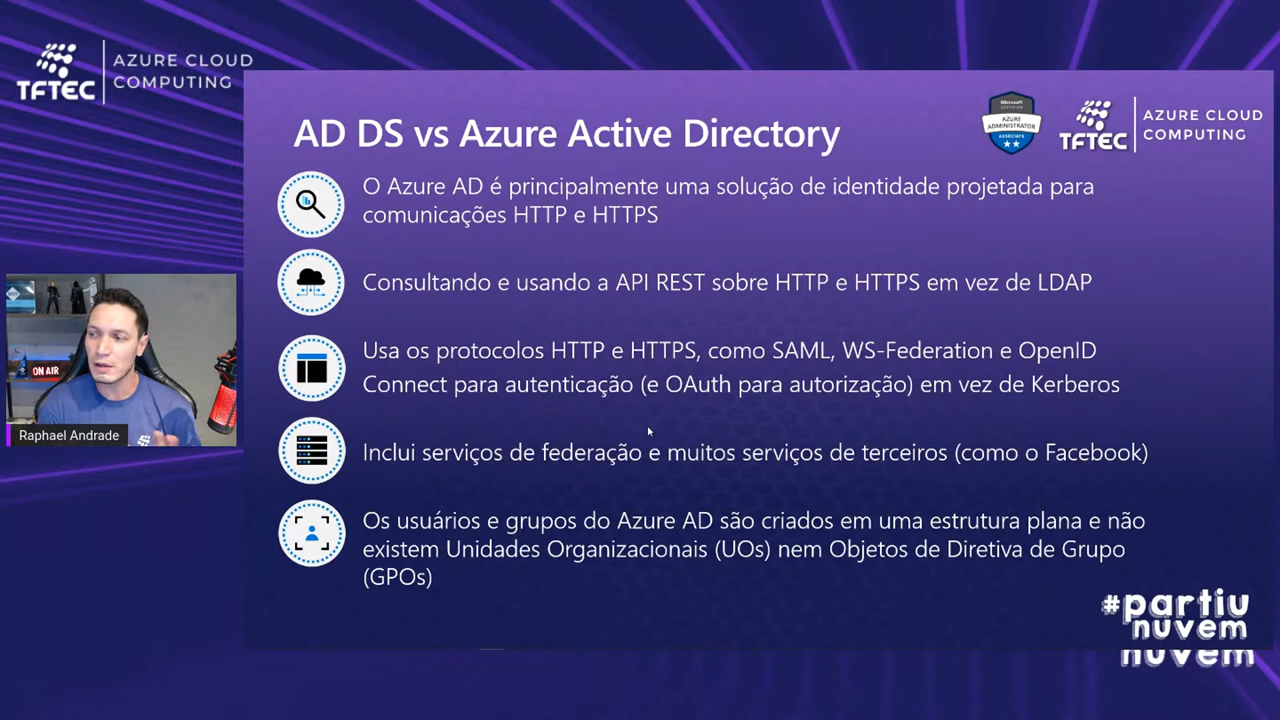 TFTEC
AZURE CLOUD
COMPUTING
AD DS vs Azure Active Directory
Microsoft
CERTIFIED
AZURE
ADMINISTRATOR
ASSOCIATE
TFTEC
AZURE CLOUD
COMPUTING
O Azure AD é principalmente uma solução de identidade projetada para
comunicações HTTP e HTTPS
Consultando e usando a API REST sobre HTTP e HTTPS em vez de LDAP
Usa os protocolos HTTP e HTTPS, como SAML, WS-Federation e OpenID
Connect para autenticação (e OAuth para autorização) em vez de Kerberos
Inclui serviços de federação e muitos serviços de terceiros (como o Facebook)
Os usuários e grupos do Azure AD são criados em uma estrutura plana e não
existem Unidades Organizacionais (UOs) nem Objetos de Diretiva de Grupo
(GPOs)
ON AIR
Raphael Andrade
#partiu
nuvem
nuvem